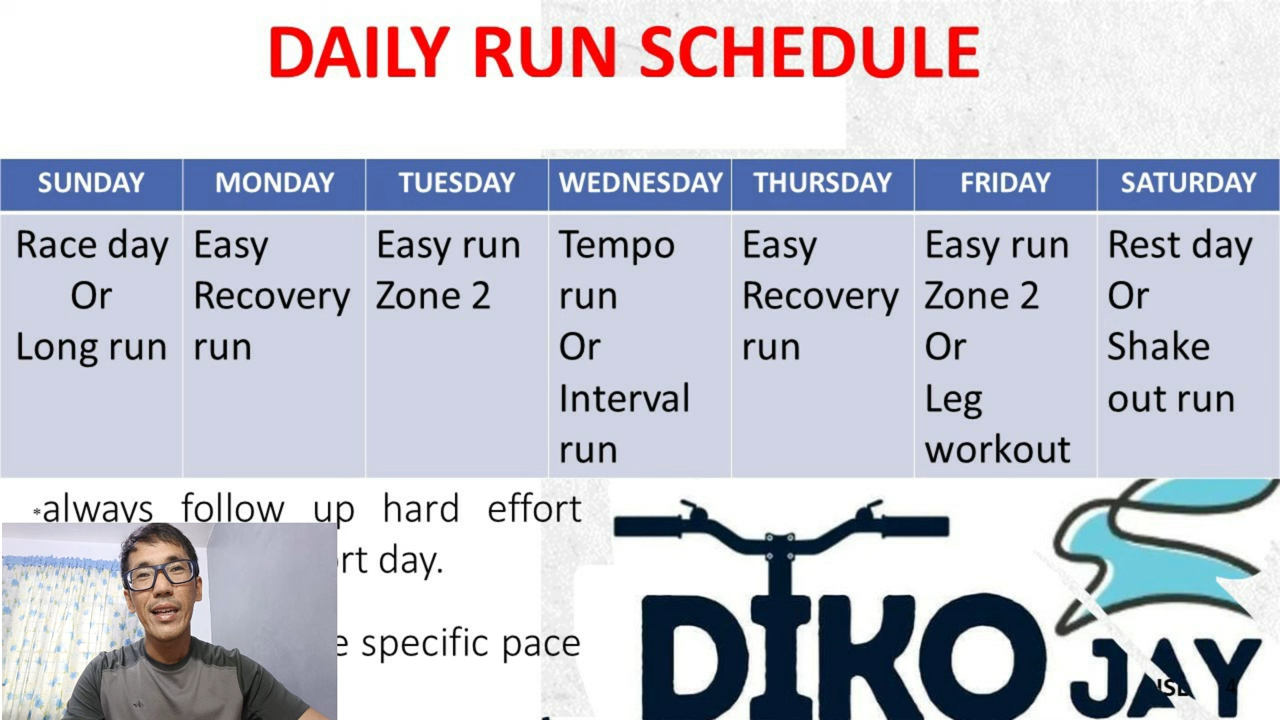 DAILY RUN SCHEDULE
SUNDAY MONDAY TUESDAY WEDNESDAY THURSDAY FRIDAY SATURDAY
Race day
Or
Long run
Easy
Recovery
run
Easy run
Zone 2
Tempo
run
Or
Interval
run
Easy
Recovery
run
Easy run
Zone 2
Or
Leg
workout
Rest day
Or
Shake
out run
*always follow up hard effort
day.
specific pace
DIKO
JAY
4